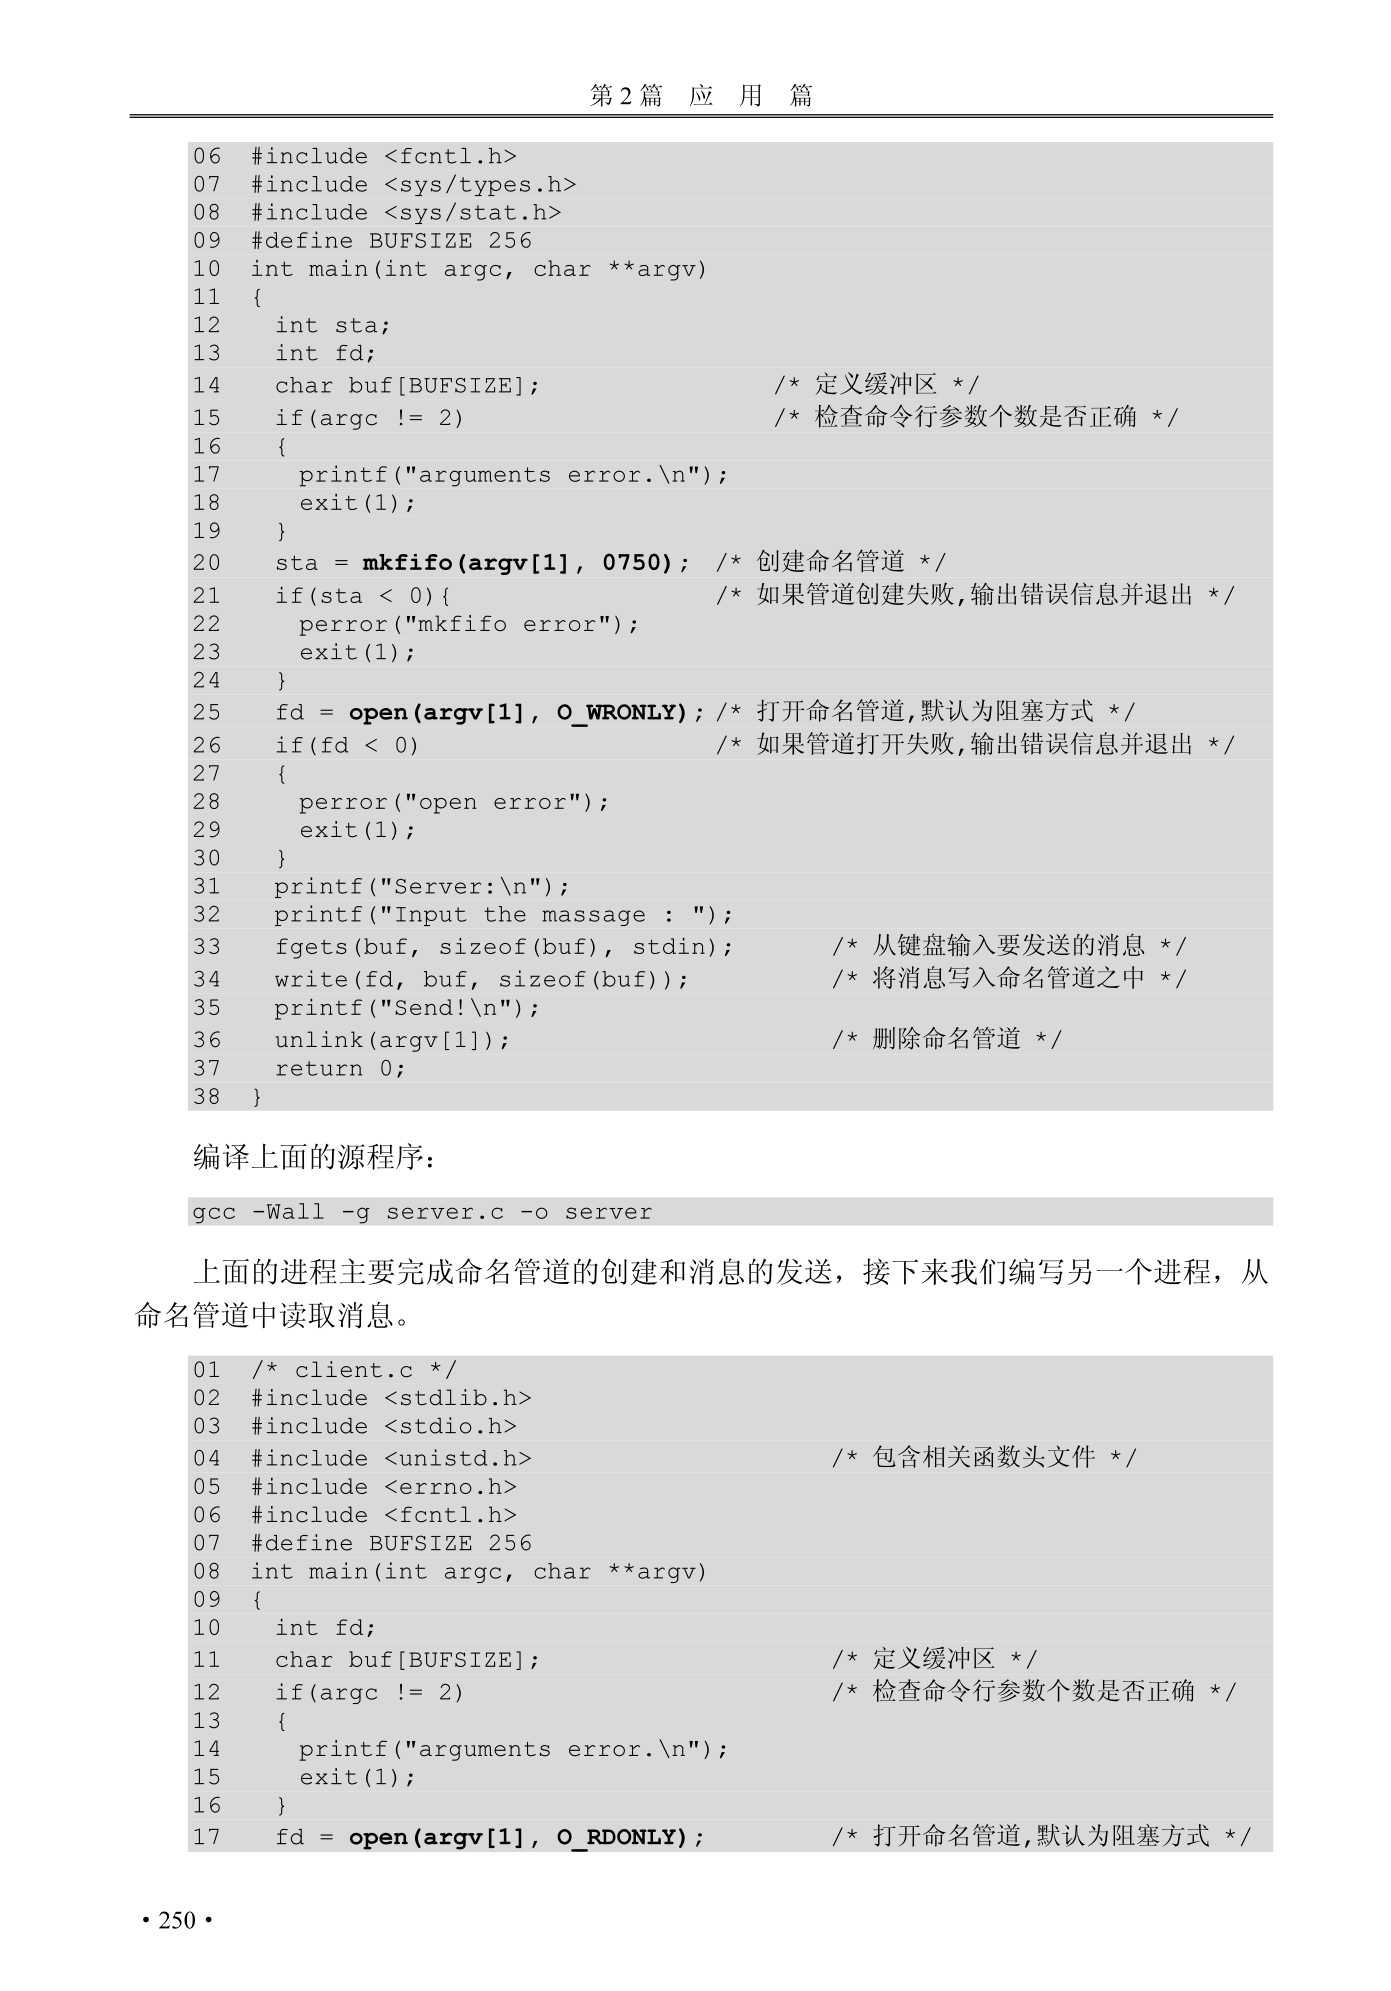 第 2 篇 应 用 篇
06 #include <fcntl.h>
07 #include <sys/types.h>
08 #include <sys/stat.h>
09 #define BUFSIZE 256
10 int main(int argc, char **argv)
11 {
12 int sta;
13 int fd;
14 char buf[BUFSIZE]; /* 定义缓冲区 */
15 if(argc != 2) /* 检查命令行参数个数是否正确 */
16 {
17 printf("arguments error.\n");
18 exit(1);
19 }
20 sta = mkfifo(argv[1], 0750); /* 创建命名管道 */
21 if(sta < 0){ /* 如果管道创建失败,输出错误信息并退出 */
22 perror("mkfifo error");
23 exit(1);
24 }
25 fd = open(argv[1], O_WRONLY); /* 打开命名管道,默认为阻塞方式 */
26 if(fd < 0) /* 如果管道打开失败,输出错误信息并退出 */
27 {
28 perror("open error");
29 exit(1);
30 }
31 printf("Server:\n");
32 printf("Input the massage : ");
33 fgets(buf, sizeof(buf), stdin); /* 从键盘输入要发送的消息 */
34 write(fd, buf, sizeof(buf)); /* 将消息写入命名管道之中 */
35 printf("Send!\n");
36 unlink(argv[1]); /* 删除命名管道 */
37 return 0;
38 }
编译上面的源程序：
gcc -Wall -g server.c -o server
上面的进程主要完成命名管道的创建和消息的发送，接下来我们编写另一个进程，从
命名管道中读取消息。
01 /* client.c */
02 #include <stdlib.h>
03 #include <stdio.h>
04 #include <unistd.h> /* 包含相关函数头文件 */
05 #include <errno.h>
06 #include <fcntl.h>
07 #define BUFSIZE 256
08 int main(int argc, char **argv)
09 {
10 int fd;
11 char buf[BUFSIZE]; /* 定义缓冲区 */
12 if(argc != 2) /* 检查命令行参数个数是否正确 */
13 {
14 printf("arguments error.\n");
15 exit(1);
16 }
17 fd = open(argv[1], O_RDONLY); /* 打开命名管道,默认为阻塞方式 */
• 250 •